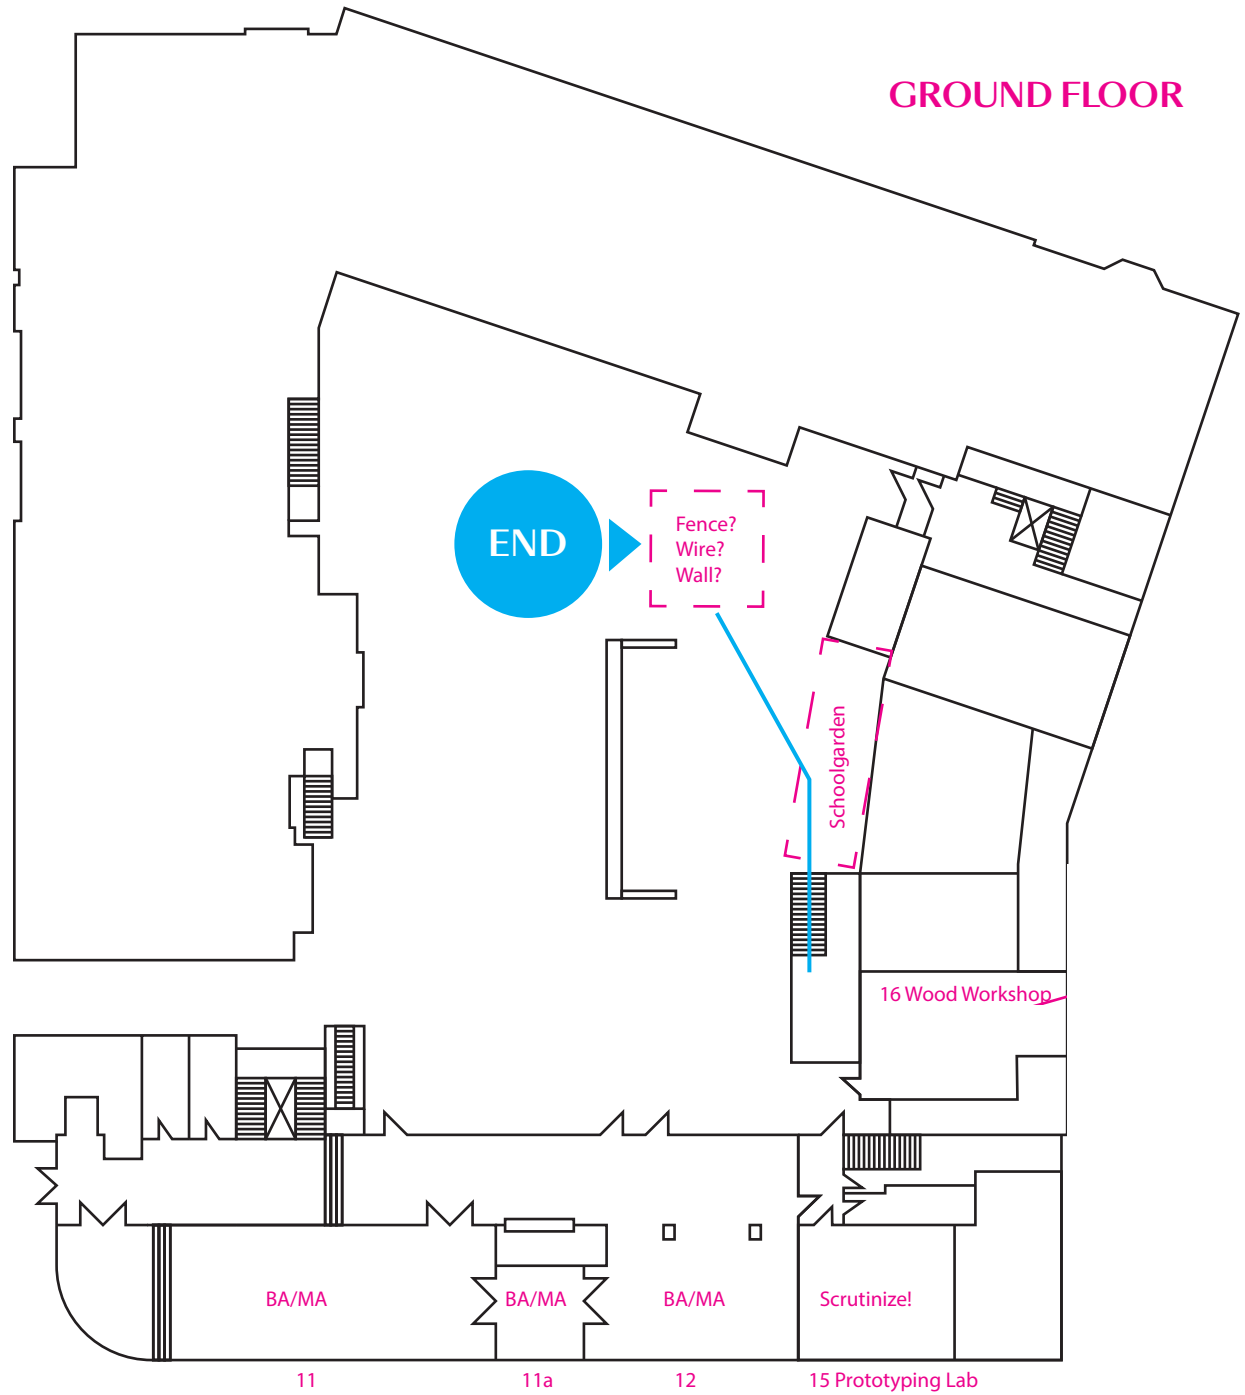 GROUND FLOOR
END
Fence?
Wire?
Wall?
Schoolgarden
16 Wood Workshop
BA/MA
BA/MA
BA/MA
Scrutinize!
11
11a
12
15 Prototyping Lab